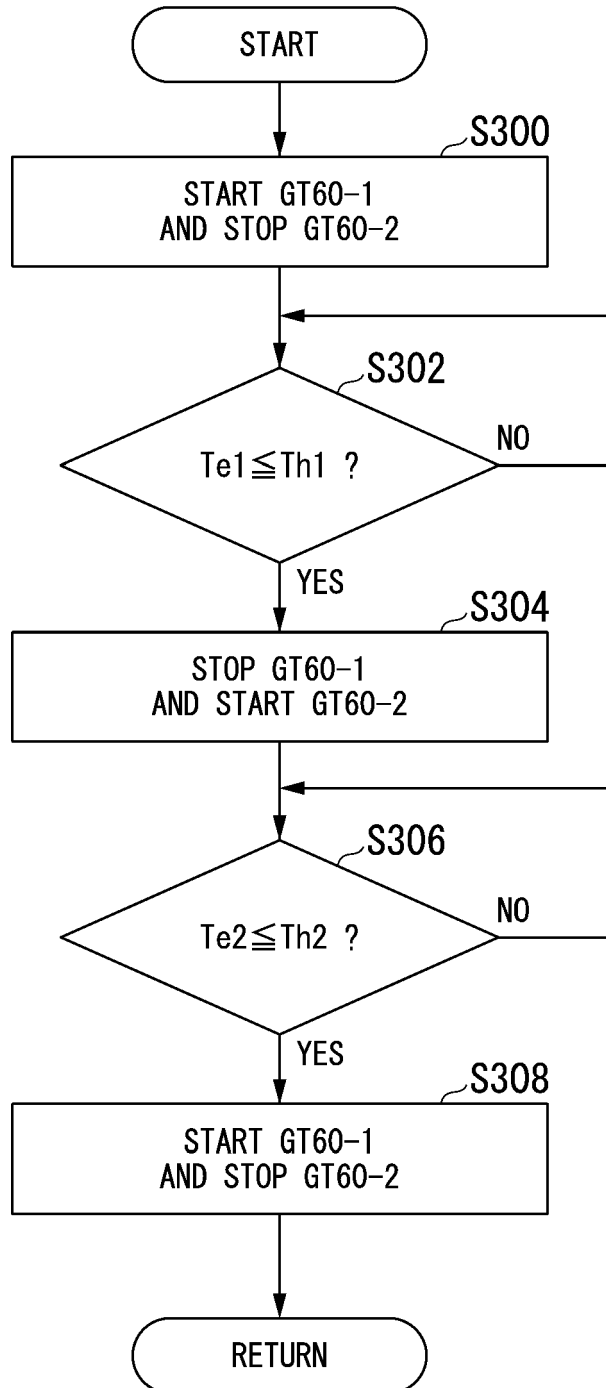 START
S300
START GT60-1
AND STOP GT60-2
S302
Te1≦Th1 ?
NO
YES
S304
STOP GT60-1
AND START GT60-2
S306
Te2≦Th2 ?
NO
YES
S308
START GT60-1
AND STOP GT60-2
RETURN